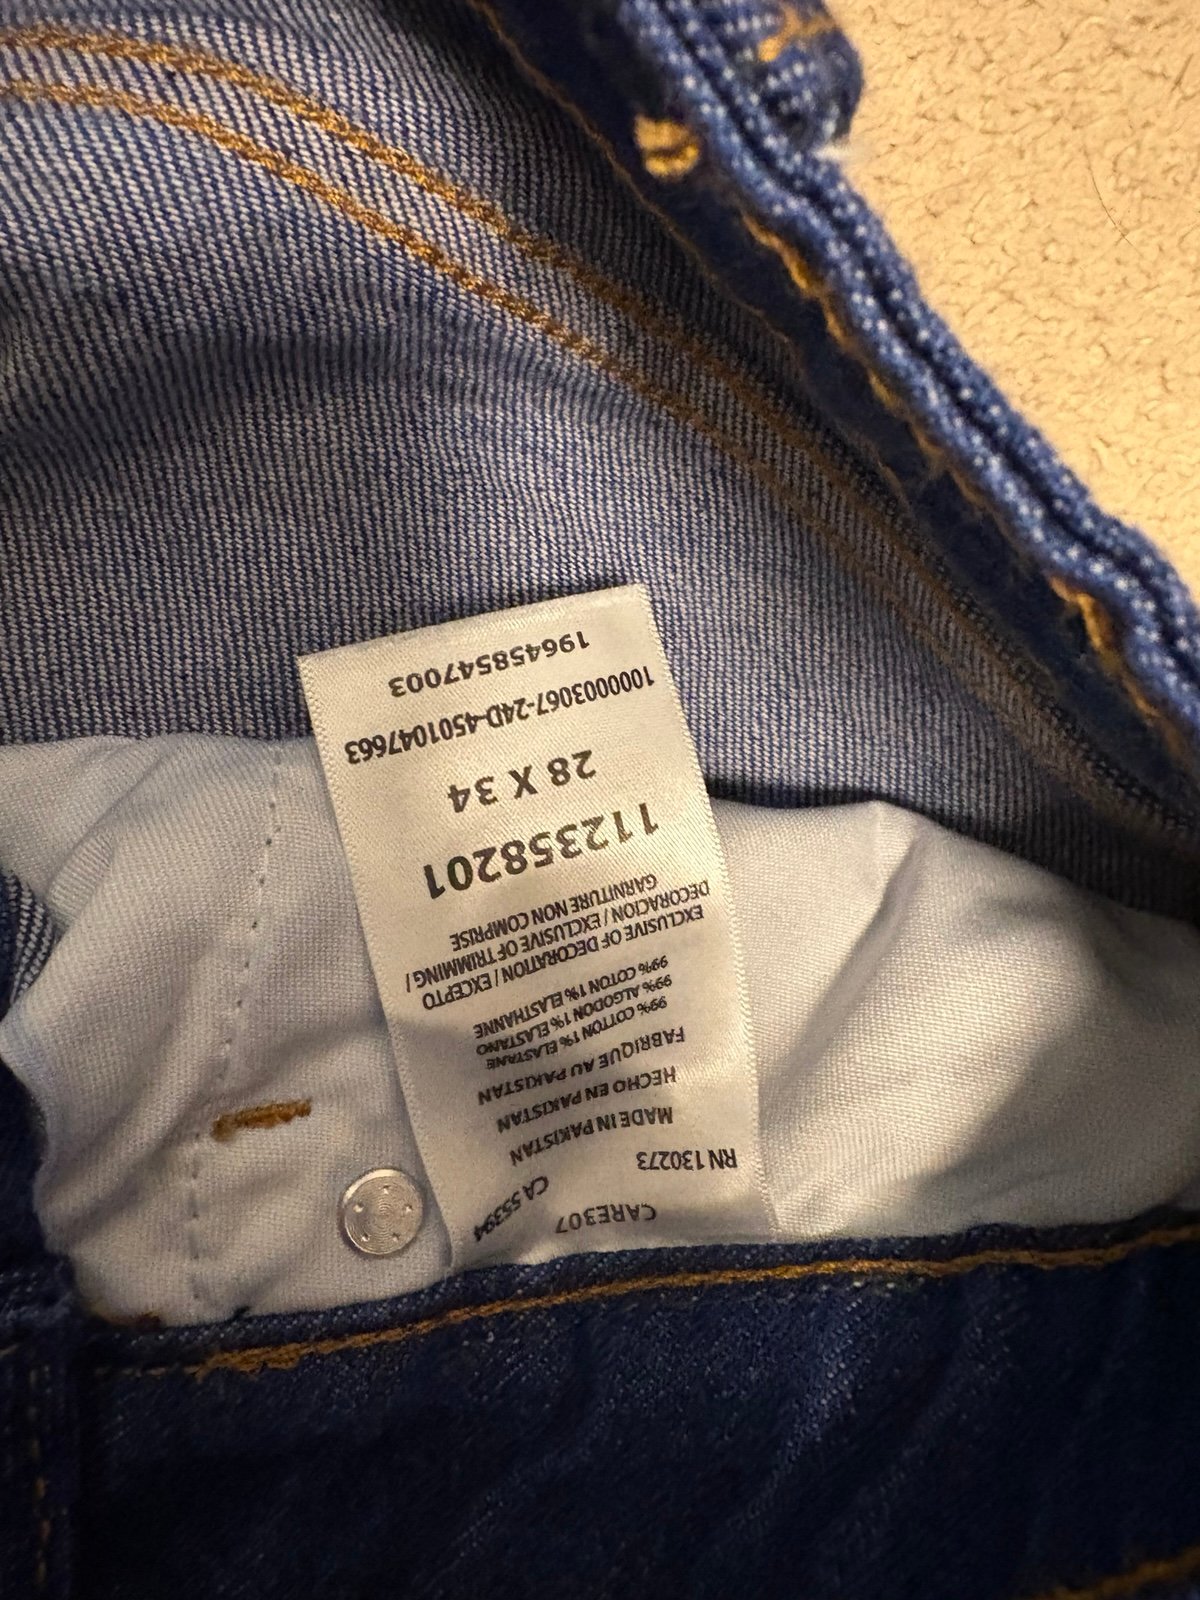 CARE307 CA 55394
RN 130273
MADE IN PAKISTAN
HECHO EN PAKISTAN
FABRIQUE AU PAKISTAN
99% COTTON 1% ELASTANE
99% ALGODON 1% ELASTANO
99% COTON 1% ELASTHANNE
EXCLUSIVE OF DECORATION / EXCEPTO
DECORACION / EXCLUSIVE OF TRIMMING /
GARNITURE NON COMPRISE
112358201
28 X 34
1000003067-24D-4501047663
196458547003